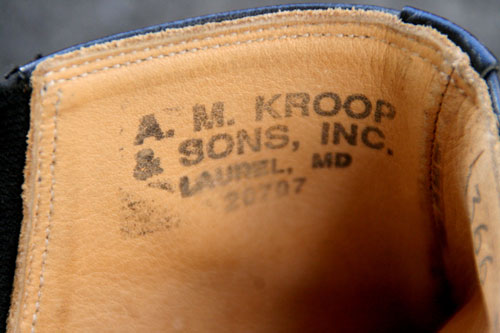 A. M. KROOP
& SONS, INC.
LAUREL, MD
20707